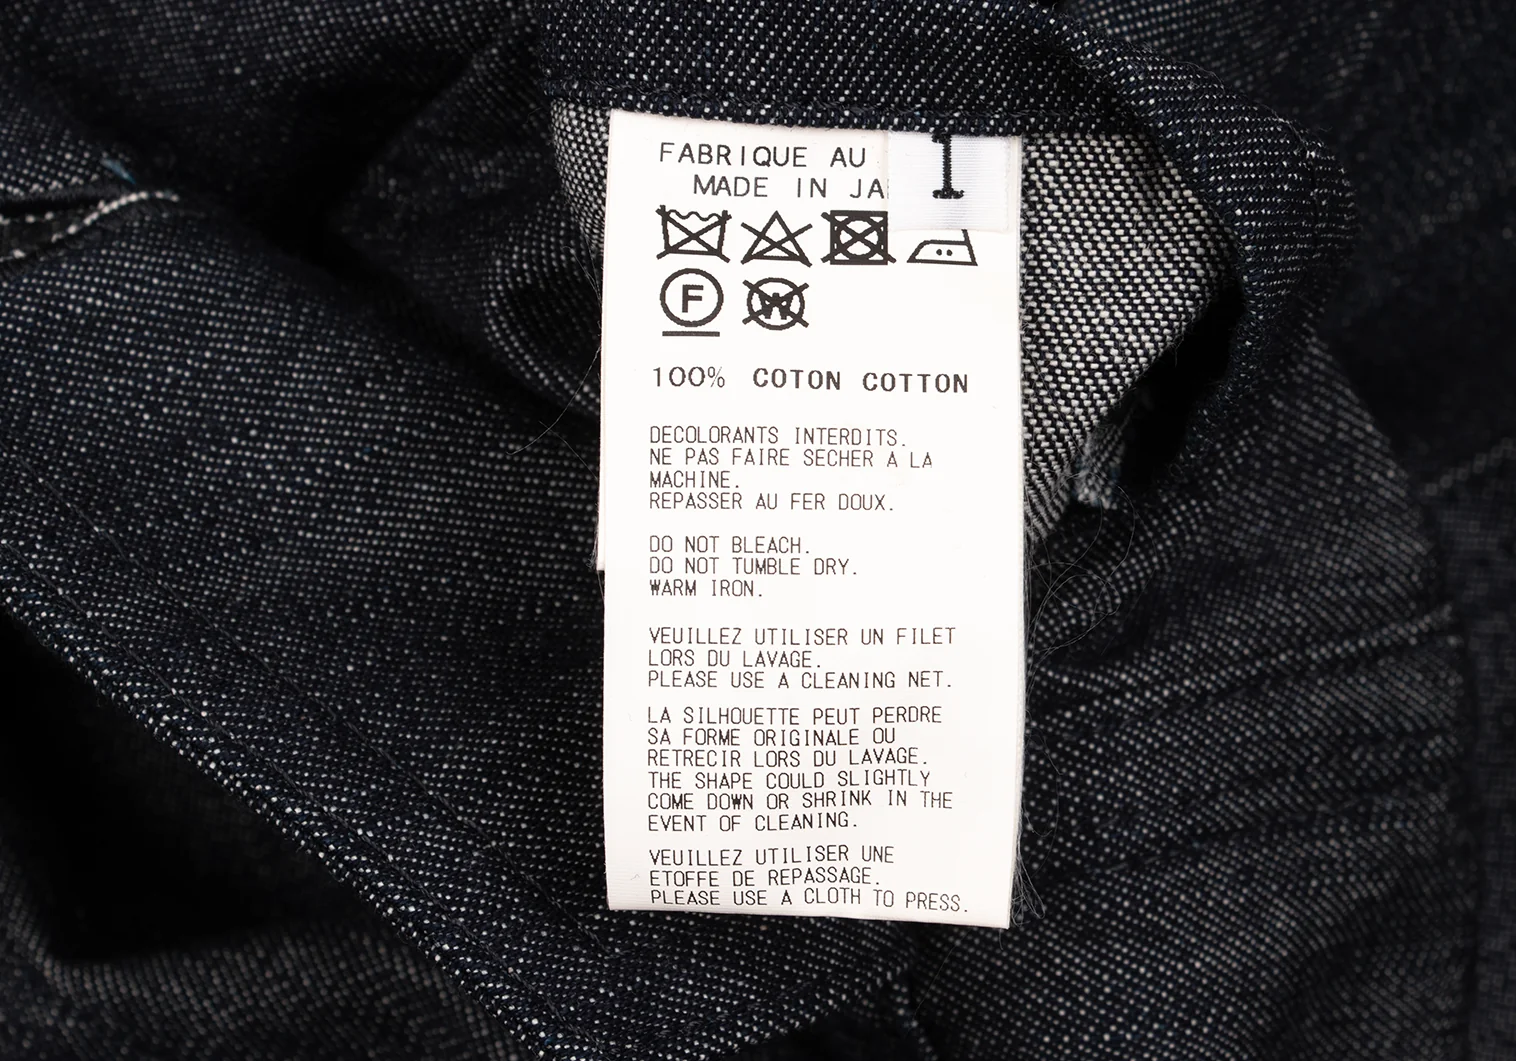 FABRIQUE AU
MADE IN JA
1
F
W
100% COTON COTTON
DECOLORANTS INTERDITS.
NE PAS FAIRE SECHER A LA
MACHINE.
REPASSER AU FER DOUX.
DO NOT BLEACH.
DO NOT TUMBLE DRY.
WARM IRON.
VEUILLEZ UTILISER UN FILET
LORS DU LAVAGE.
PLEASE USE A CLEANING NET.
LA SILHOUETTE PEUT PERDRE
SA FORME ORIGINALE OU
RETRECIR LORS DU LAVAGE.
THE SHAPE COULD SLIGHTLY
COME DOWN OR SHRINK IN THE
EVENT OF CLEANING.
VEUILLEZ UTILISER UNE
ETOFFE DE REPASSAGE.
PLEASE USE A CLOTH TO PRESS.